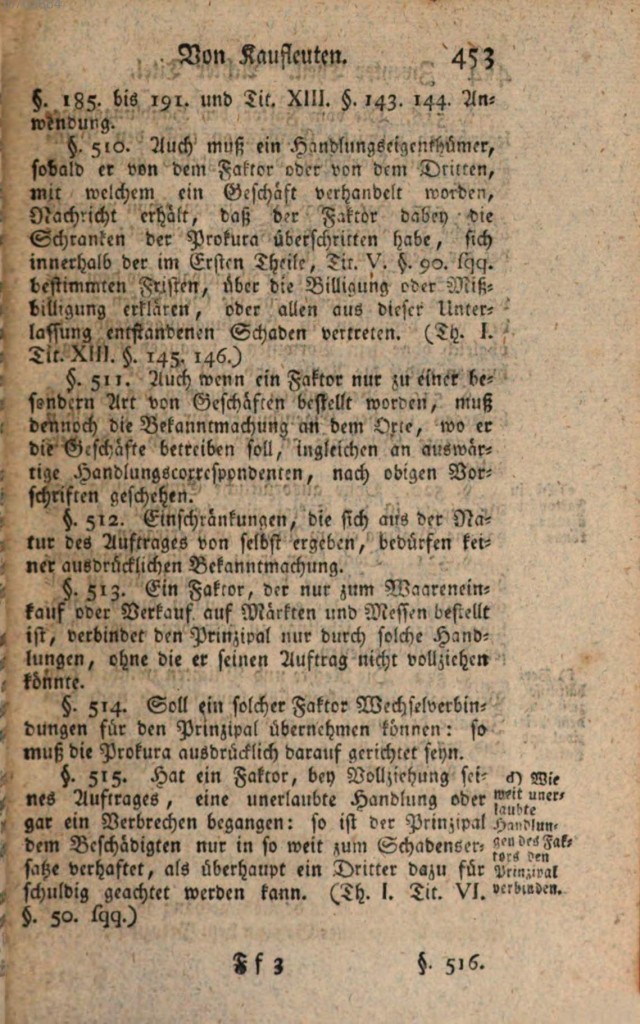 Von Kaufleuten. 453
§. 185. bis 191. und Tit. XIII. §. 143. 144. An-
wendung.
§. 510. Auch muß ein Handlungseigenthümer,
sobald er von dem Faktor oder von dem Dritten,
mit welchem ein Geschäft verhandelt worden,
Nachricht erhält, daß der Faktor dabey die
Schranken der Prokura überschritten habe, sich
innerhalb der im Ersten Theile, Tit. V. §. 90. sqq.
bestimmten Fristen, über die Billigung oder Miß-
billigung erklären, oder allen aus dieser Unter-
lassung entstandenen Schaden vertreten. (Th. I.
Tit. XIII. §. 145. 146.)
§. 511. Auch wenn ein Faktor nur zu einer be-
sondern Art von Geschäften bestellt worden, muß
dennoch die Bekanntmachung an dem Orte, wo er
die Geschäfte betreiben soll, ingleichen an auswär-
tige Handlungscorrespondenten, nach obigen Vor-
schriften geschehen.
§. 512. Einschränkungen, die sich aus der Na-
tur des Auftrages von selbst ergeben, bedürfen kei-
ner ausdrücklichen Bekanntmachung.
§. 513. Ein Faktor, der nur zum Waarenein-
kauf oder Verkauf auf Märkten und Messen bestellt
ist, verbindet den Prinzipal nur durch solche Hand-
lungen, ohne die er seinen Auftrag nicht vollziehen
könnte.
§. 514. Soll ein solcher Faktor Wechselverbin-
dungen für den Prinzipal übernehmen können: so
muß die Prokura ausdrücklich darauf gerichtet seyn.
§. 515. Hat ein Faktor, bey Vollziehung sei-
nes Auftrages, eine unerlaubte Handlung oder
gar ein Verbrechen begangen: so ist der Prinzipal
dem Beschädigten nur in so weit zum Schadenser-
satze verhaftet, als überhaupt ein Dritter dazu für
schuldig geachtet werden kann. (Th. I. Tit. VI.
§. 50. sqq.)
d) Wie
weit uner-
laubte
Handlun-
gen des Fak-
tors den
Prinzipal
verbinden.
Ff 3 §. 516.